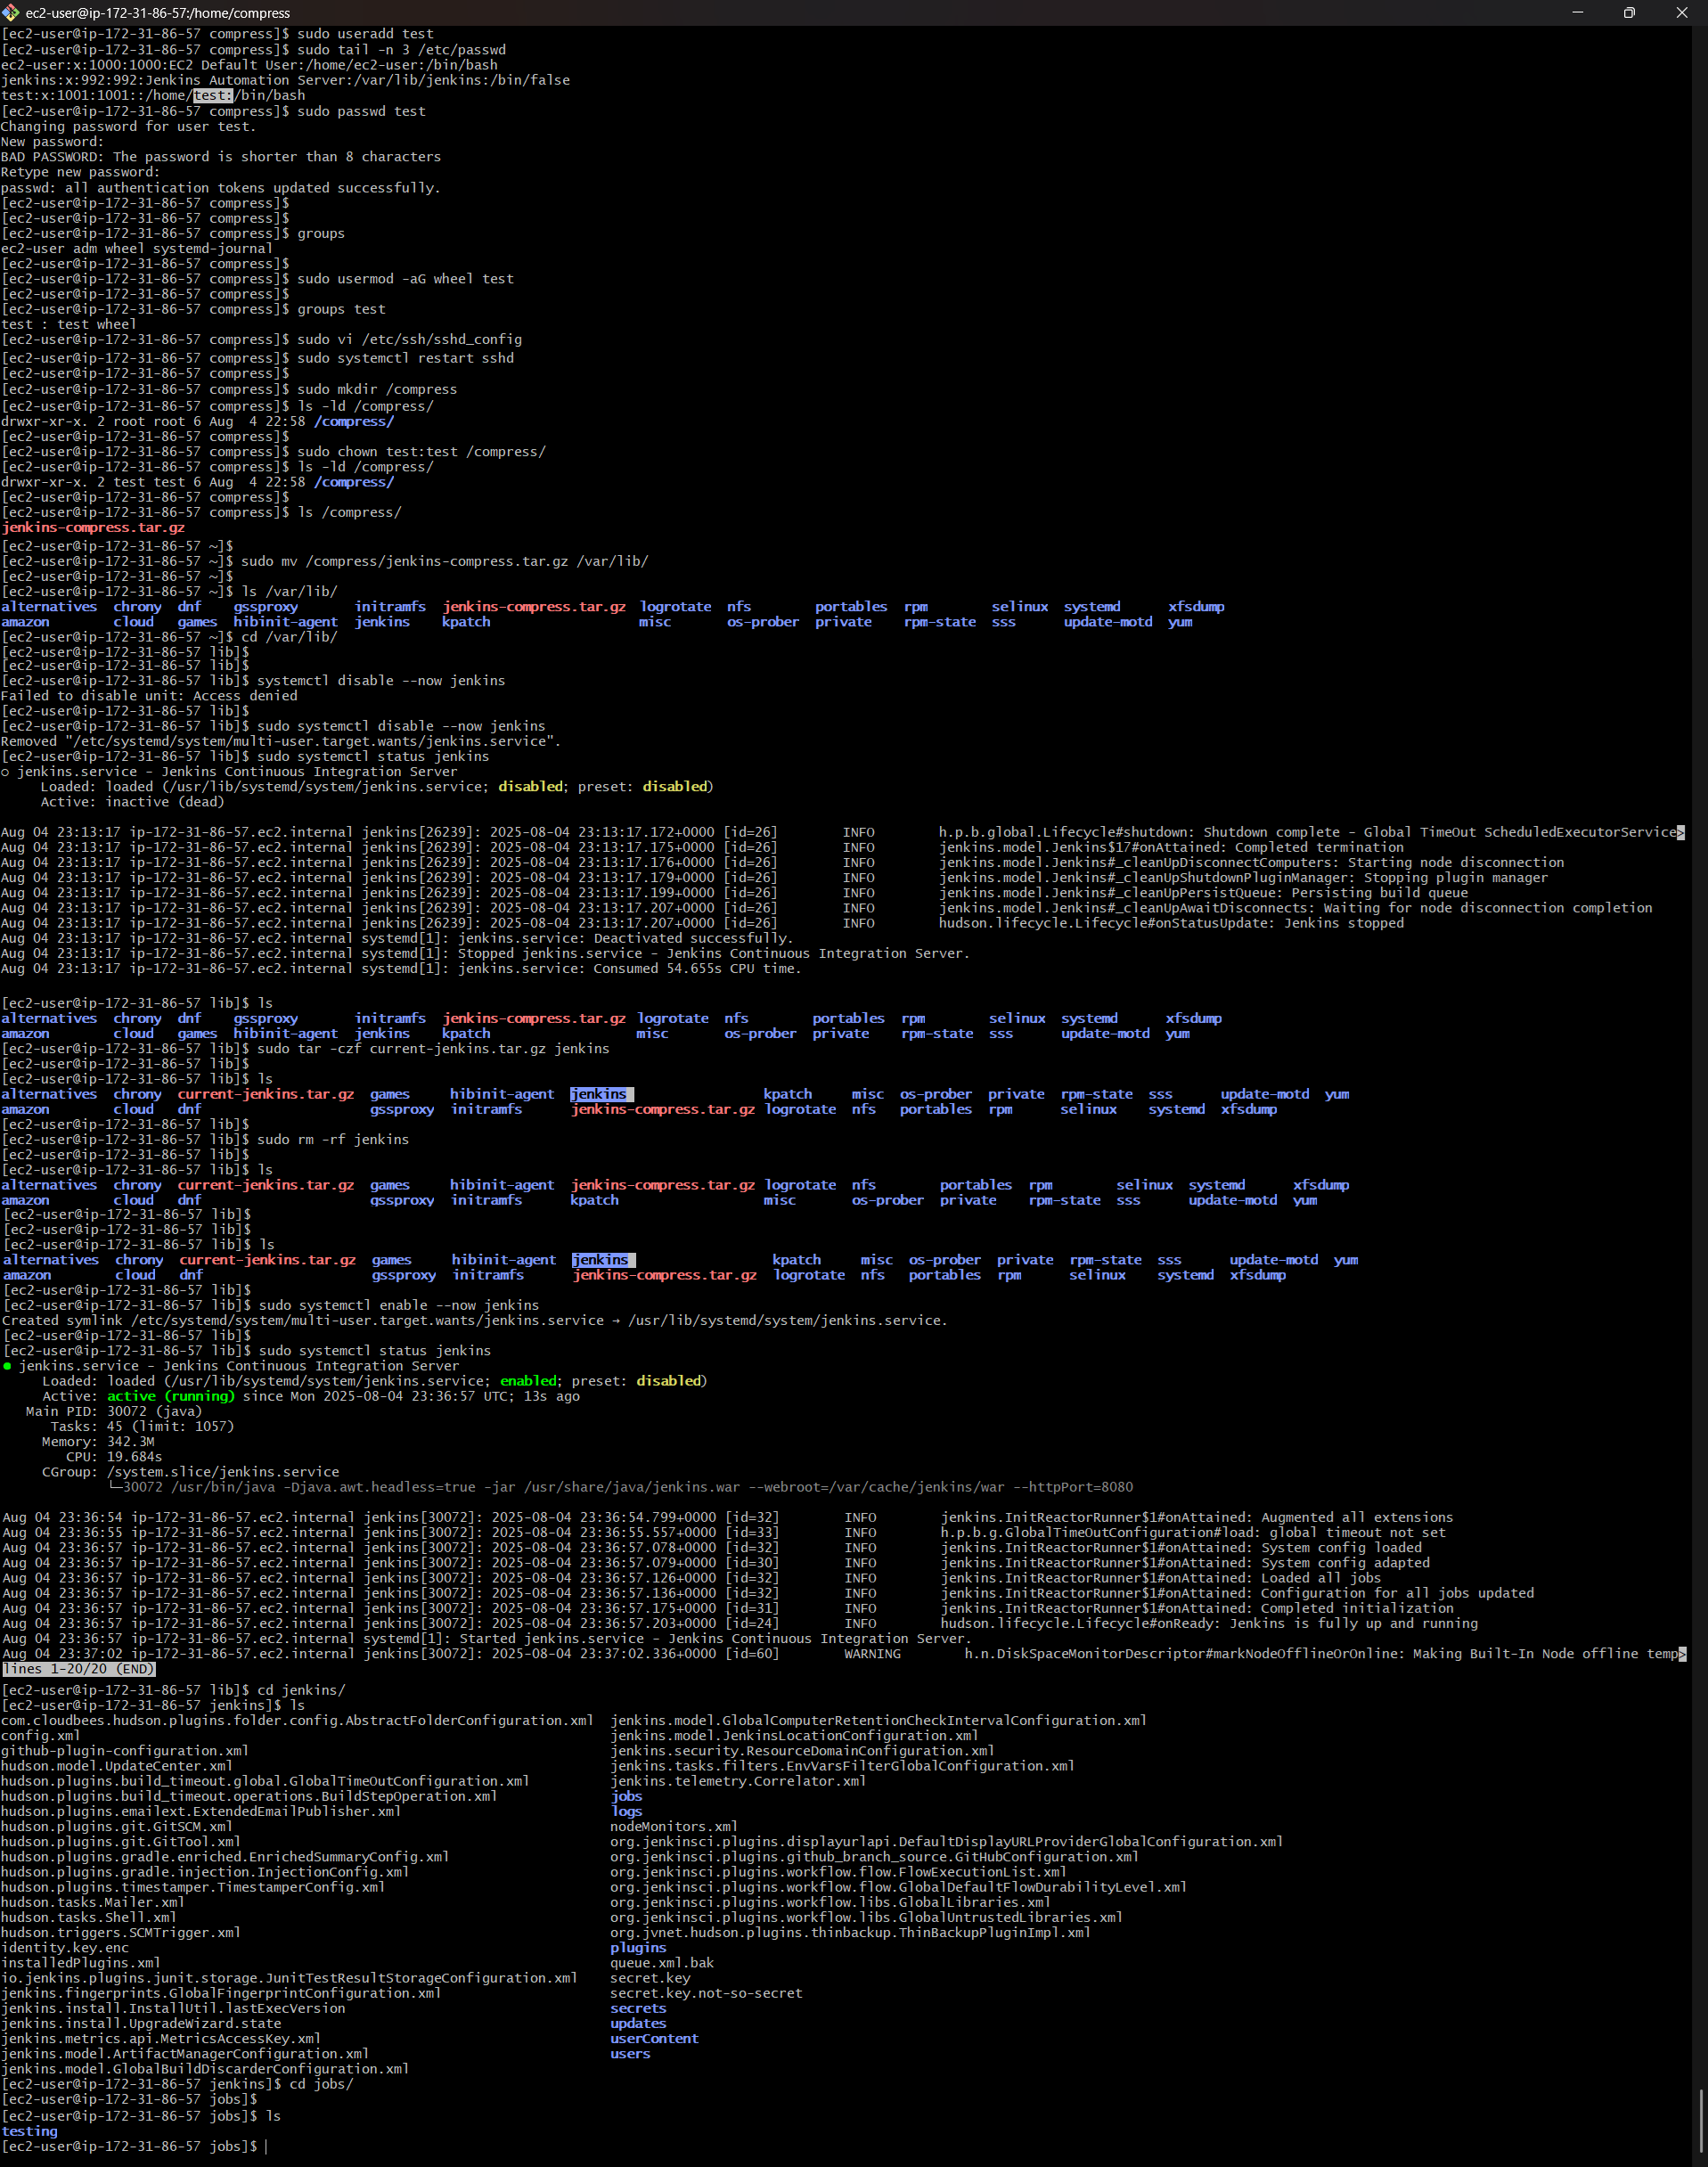 ec2-user@ip-172-31-86-57:/home/compress
[ec2-user@ip-172-31-86-57 compress]$ sudo useradd test
[ec2-user@ip-172-31-86-57 compress]$ sudo tail -n 3 /etc/passwd
ec2-user:x:1000:1000:EC2 Default User:/home/ec2-user:/bin/bash
jenkins:x:992:992:Jenkins Automation Server:/var/lib/jenkins:/bin/false
test:x:1001:1001::/home/test:/bin/bash
[ec2-user@ip-172-31-86-57 compress]$ sudo passwd test
Changing password for user test.
New password:
BAD PASSWORD: The password is shorter than 8 characters
Retype new password:
passwd: all authentication tokens updated successfully.
[ec2-user@ip-172-31-86-57 compress]$
[ec2-user@ip-172-31-86-57 compress]$
[ec2-user@ip-172-31-86-57 compress]$ groups
ec2-user adm wheel systemd-journal
[ec2-user@ip-172-31-86-57 compress]$
[ec2-user@ip-172-31-86-57 compress]$ sudo usermod -aG wheel test
[ec2-user@ip-172-31-86-57 compress]$
[ec2-user@ip-172-31-86-57 compress]$ groups test
test : test wheel
[ec2-user@ip-172-31-86-57 compress]$ sudo vi /etc/ssh/sshd_config
[ec2-user@ip-172-31-86-57 compress]$ sudo systemctl restart sshd
[ec2-user@ip-172-31-86-57 compress]$
[ec2-user@ip-172-31-86-57 compress]$ sudo mkdir /compress
[ec2-user@ip-172-31-86-57 compress]$ ls -ld /compress/
drwxr-xr-x. 2 root root 6 Aug  4 22:58 /compress/
[ec2-user@ip-172-31-86-57 compress]$
[ec2-user@ip-172-31-86-57 compress]$ sudo chown test:test /compress/
[ec2-user@ip-172-31-86-57 compress]$ ls -ld /compress/
drwxr-xr-x. 2 test test 6 Aug  4 22:58 /compress/
[ec2-user@ip-172-31-86-57 compress]$
[ec2-user@ip-172-31-86-57 compress]$ ls /compress/
jenkins-compress.tar.gz
[ec2-user@ip-172-31-86-57 ~]$
[ec2-user@ip-172-31-86-57 ~]$ sudo mv /compress/jenkins-compress.tar.gz /var/lib/
[ec2-user@ip-172-31-86-57 ~]$
[ec2-user@ip-172-31-86-57 ~]$ ls /var/lib/
alternatives  chrony  dnf    gssproxy       initramfs  jenkins-compress.tar.gz  logrotate  nfs        portables  rpm        selinux  systemd      xfsdump
amazon        cloud   games  hibinit-agent  jenkins    kpatch                   misc       os-prober  private    rpm-state  sss      update-motd  yum
[ec2-user@ip-172-31-86-57 ~]$ cd /var/lib/
[ec2-user@ip-172-31-86-57 lib]$
[ec2-user@ip-172-31-86-57 lib]$
[ec2-user@ip-172-31-86-57 lib]$ systemctl disable --now jenkins
Failed to disable unit: Access denied
[ec2-user@ip-172-31-86-57 lib]$
[ec2-user@ip-172-31-86-57 lib]$ sudo systemctl disable --now jenkins
Removed "/etc/systemd/system/multi-user.target.wants/jenkins.service".
[ec2-user@ip-172-31-86-57 lib]$ sudo systemctl status jenkins
○ jenkins.service - Jenkins Continuous Integration Server
     Loaded: loaded (/usr/lib/systemd/system/jenkins.service; disabled; preset: disabled)
     Active: inactive (dead)
Aug 04 23:13:17 ip-172-31-86-57.ec2.internal jenkins[26239]: 2025-08-04 23:13:17.172+0000 [id=26]        INFO        h.p.b.global.Lifecycle#shutdown: Shutdown complete - Global TimeOut ScheduledExecutorService>
Aug 04 23:13:17 ip-172-31-86-57.ec2.internal jenkins[26239]: 2025-08-04 23:13:17.175+0000 [id=26]        INFO        jenkins.model.Jenkins$17#onAttained: Completed termination
Aug 04 23:13:17 ip-172-31-86-57.ec2.internal jenkins[26239]: 2025-08-04 23:13:17.176+0000 [id=26]        INFO        jenkins.model.Jenkins#_cleanUpDisconnectComputers: Starting node disconnection
Aug 04 23:13:17 ip-172-31-86-57.ec2.internal jenkins[26239]: 2025-08-04 23:13:17.179+0000 [id=26]        INFO        jenkins.model.Jenkins#_cleanUpShutdownPluginManager: Stopping plugin manager
Aug 04 23:13:17 ip-172-31-86-57.ec2.internal jenkins[26239]: 2025-08-04 23:13:17.199+0000 [id=26]        INFO        jenkins.model.Jenkins#_cleanUpPersistQueue: Persisting build queue
Aug 04 23:13:17 ip-172-31-86-57.ec2.internal jenkins[26239]: 2025-08-04 23:13:17.207+0000 [id=26]        INFO        jenkins.model.Jenkins#_cleanUpAwaitDisconnects: Waiting for node disconnection completion
Aug 04 23:13:17 ip-172-31-86-57.ec2.internal jenkins[26239]: 2025-08-04 23:13:17.207+0000 [id=26]        INFO        hudson.lifecycle.Lifecycle#onStatusUpdate: Jenkins stopped
Aug 04 23:13:17 ip-172-31-86-57.ec2.internal systemd[1]: jenkins.service: Deactivated successfully.
Aug 04 23:13:17 ip-172-31-86-57.ec2.internal systemd[1]: Stopped jenkins.service - Jenkins Continuous Integration Server.
Aug 04 23:13:17 ip-172-31-86-57.ec2.internal systemd[1]: jenkins.service: Consumed 54.655s CPU time.
[ec2-user@ip-172-31-86-57 lib]$ ls
alternatives  chrony  dnf    gssproxy       initramfs  jenkins-compress.tar.gz  logrotate  nfs        portables  rpm        selinux  systemd      xfsdump
amazon        cloud   games  hibinit-agent  jenkins    kpatch                   misc       os-prober  private    rpm-state  sss      update-motd  yum
[ec2-user@ip-172-31-86-57 lib]$ sudo tar -czf current-jenkins.tar.gz jenkins
[ec2-user@ip-172-31-86-57 lib]$
[ec2-user@ip-172-31-86-57 lib]$ ls
alternatives  chrony  current-jenkins.tar.gz  games     hibinit-agent  jenkins                  kpatch     misc  os-prober  private  rpm-state  sss      update-motd  yum
amazon        cloud   dnf                     gssproxy  initramfs      jenkins-compress.tar.gz  logrotate  nfs   portables  rpm      selinux    systemd  xfsdump
[ec2-user@ip-172-31-86-57 lib]$
[ec2-user@ip-172-31-86-57 lib]$ sudo rm -rf jenkins
[ec2-user@ip-172-31-86-57 lib]$
[ec2-user@ip-172-31-86-57 lib]$ ls
alternatives  chrony  current-jenkins.tar.gz  games     hibinit-agent  jenkins-compress.tar.gz  logrotate  nfs        portables  rpm        selinux  systemd      xfsdump
amazon        cloud   dnf                     gssproxy  initramfs      kpatch                   misc       os-prober  private    rpm-state  sss      update-motd  yum
[ec2-user@ip-172-31-86-57 lib]$
[ec2-user@ip-172-31-86-57 lib]$
[ec2-user@ip-172-31-86-57 lib]$ ls
alternatives  chrony  current-jenkins.tar.gz  games     hibinit-agent  jenkins                  kpatch     misc  os-prober  private  rpm-state  sss      update-motd  yum
amazon        cloud   dnf                     gssproxy  initramfs      jenkins-compress.tar.gz  logrotate  nfs   portables  rpm      selinux    systemd  xfsdump
[ec2-user@ip-172-31-86-57 lib]$
[ec2-user@ip-172-31-86-57 lib]$ sudo systemctl enable --now jenkins
Created symlink /etc/systemd/system/multi-user.target.wants/jenkins.service → /usr/lib/systemd/system/jenkins.service.
[ec2-user@ip-172-31-86-57 lib]$
[ec2-user@ip-172-31-86-57 lib]$ sudo systemctl status jenkins
● jenkins.service - Jenkins Continuous Integration Server
     Loaded: loaded (/usr/lib/systemd/system/jenkins.service; enabled; preset: disabled)
     Active: active (running) since Mon 2025-08-04 23:36:57 UTC; 13s ago
   Main PID: 30072 (java)
      Tasks: 45 (limit: 1057)
     Memory: 342.3M
        CPU: 19.684s
     CGroup: /system.slice/jenkins.service
             └─30072 /usr/bin/java -Djava.awt.headless=true -jar /usr/share/java/jenkins.war --webroot=/var/cache/jenkins/war --httpPort=8080
Aug 04 23:36:54 ip-172-31-86-57.ec2.internal jenkins[30072]: 2025-08-04 23:36:54.799+0000 [id=32]        INFO        jenkins.InitReactorRunner$1#onAttained: Augmented all extensions
Aug 04 23:36:55 ip-172-31-86-57.ec2.internal jenkins[30072]: 2025-08-04 23:36:55.557+0000 [id=33]        INFO        h.p.b.g.GlobalTimeOutConfiguration#load: global timeout not set
Aug 04 23:36:57 ip-172-31-86-57.ec2.internal jenkins[30072]: 2025-08-04 23:36:57.078+0000 [id=32]        INFO        jenkins.InitReactorRunner$1#onAttained: System config loaded
Aug 04 23:36:57 ip-172-31-86-57.ec2.internal jenkins[30072]: 2025-08-04 23:36:57.079+0000 [id=30]        INFO        jenkins.InitReactorRunner$1#onAttained: System config adapted
Aug 04 23:36:57 ip-172-31-86-57.ec2.internal jenkins[30072]: 2025-08-04 23:36:57.126+0000 [id=32]        INFO        jenkins.InitReactorRunner$1#onAttained: Loaded all jobs
Aug 04 23:36:57 ip-172-31-86-57.ec2.internal jenkins[30072]: 2025-08-04 23:36:57.136+0000 [id=32]        INFO        jenkins.InitReactorRunner$1#onAttained: Configuration for all jobs updated
Aug 04 23:36:57 ip-172-31-86-57.ec2.internal jenkins[30072]: 2025-08-04 23:36:57.175+0000 [id=31]        INFO        jenkins.InitReactorRunner$1#onAttained: Completed initialization
Aug 04 23:36:57 ip-172-31-86-57.ec2.internal jenkins[30072]: 2025-08-04 23:36:57.203+0000 [id=24]        INFO        hudson.lifecycle.Lifecycle#onReady: Jenkins is fully up and running
Aug 04 23:36:57 ip-172-31-86-57.ec2.internal systemd[1]: Started jenkins.service - Jenkins Continuous Integration Server.
Aug 04 23:37:02 ip-172-31-86-57.ec2.internal jenkins[30072]: 2025-08-04 23:37:02.336+0000 [id=60]        WARNING        h.n.DiskSpaceMonitorDescriptor#markNodeOfflineOrOnline: Making Built-In Node offline temp>
lines 1-20/20 (END)
[ec2-user@ip-172-31-86-57 lib]$ cd jenkins/
[ec2-user@ip-172-31-86-57 jenkins]$ ls
com.cloudbees.hudson.plugins.folder.config.AbstractFolderConfiguration.xml  jenkins.model.GlobalComputerRetentionCheckIntervalConfiguration.xml
config.xml                                                                  jenkins.model.JenkinsLocationConfiguration.xml
github-plugin-configuration.xml                                             jenkins.security.ResourceDomainConfiguration.xml
hudson.model.UpdateCenter.xml                                               jenkins.tasks.filters.EnvVarsFilterGlobalConfiguration.xml
hudson.plugins.build_timeout.global.GlobalTimeOutConfiguration.xml          jenkins.telemetry.Correlator.xml
hudson.plugins.build_timeout.operations.BuildStepOperation.xml              jobs
hudson.plugins.emailext.ExtendedEmailPublisher.xml                          logs
hudson.plugins.git.GitSCM.xml                                               nodeMonitors.xml
hudson.plugins.git.GitTool.xml                                              org.jenkinsci.plugins.displayurlapi.DefaultDisplayURLProviderGlobalConfiguration.xml
hudson.plugins.gradle.enriched.EnrichedSummaryConfig.xml                    org.jenkinsci.plugins.github_branch_source.GitHubConfiguration.xml
hudson.plugins.gradle.injection.InjectionConfig.xml                         org.jenkinsci.plugins.workflow.flow.FlowExecutionList.xml
hudson.plugins.timestamper.TimestamperConfig.xml                            org.jenkinsci.plugins.workflow.flow.GlobalDefaultFlowDurabilityLevel.xml
hudson.tasks.Mailer.xml                                                     org.jenkinsci.plugins.workflow.libs.GlobalLibraries.xml
hudson.tasks.Shell.xml                                                      org.jenkinsci.plugins.workflow.libs.GlobalUntrustedLibraries.xml
hudson.triggers.SCMTrigger.xml                                              org.jvnet.hudson.plugins.thinbackup.ThinBackupPluginImpl.xml
identity.key.enc                                                            plugins
installedPlugins.xml                                                        queue.xml.bak
io.jenkins.plugins.junit.storage.JunitTestResultStorageConfiguration.xml    secret.key
jenkins.fingerprints.GlobalFingerprintConfiguration.xml                     secret.key.not-so-secret
jenkins.install.InstallUtil.lastExecVersion                                 secrets
jenkins.install.UpgradeWizard.state                                         updates
jenkins.metrics.api.MetricsAccessKey.xml                                    userContent
jenkins.model.ArtifactManagerConfiguration.xml                              users
jenkins.model.GlobalBuildDiscarderConfiguration.xml
[ec2-user@ip-172-31-86-57 jenkins]$ cd jobs/
[ec2-user@ip-172-31-86-57 jobs]$
[ec2-user@ip-172-31-86-57 jobs]$ ls
testing
[ec2-user@ip-172-31-86-57 jobs]$